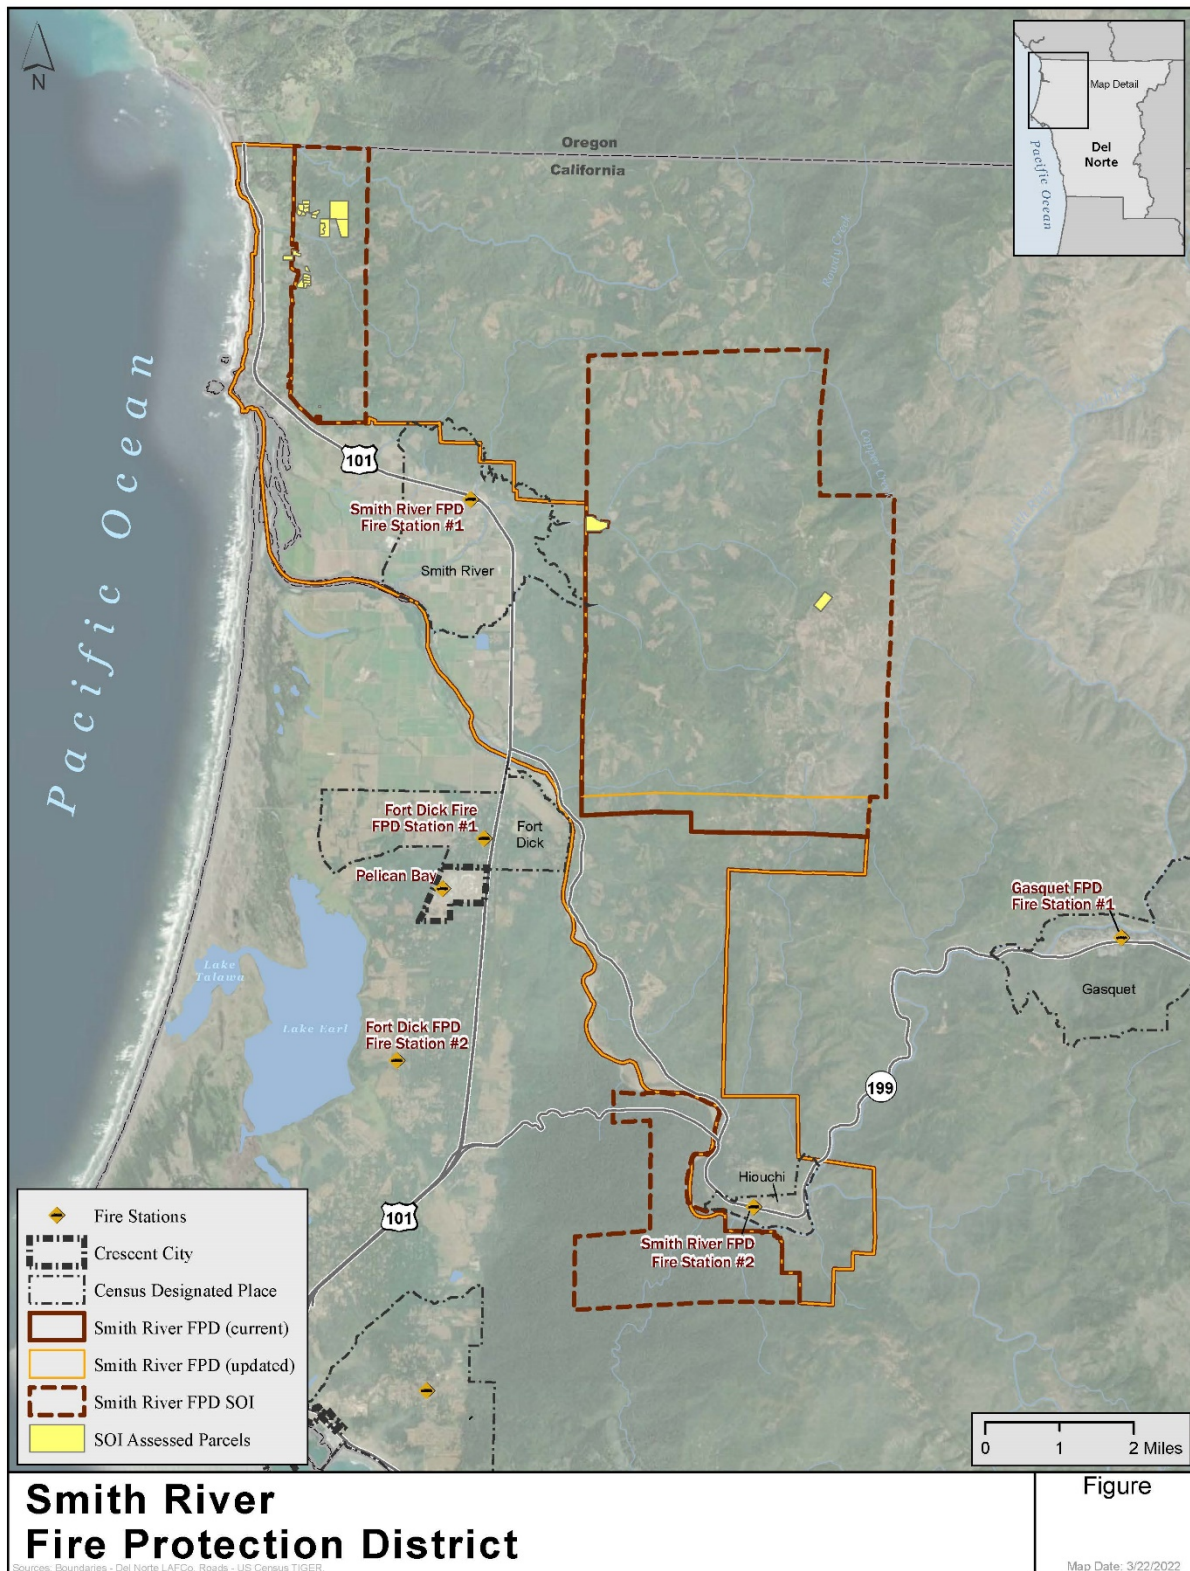 N
Oregon
California
Map Detail
Del
Norte
Pacific Ocean
Rowdy Creek
Pacific Ocean
101
Smith River FPD
Fire Station #1
Smith River
Fort Dick Fire
FPD Station #1
Fort
Dick
Pelican Bay
Gasquet FPD
Fire Station #1
Gasquet
Lake
Talawa
Lake Earl
Fort Dick FPD
Fire Station #2
199
Hiouchi
101
Smith River FPD
Fire Station #2
Fire Stations
Crescent City
Census Designated Place
Smith River FPD (current)
Smith River FPD (updated)
Smith River FPD SOI
SOI Assessed Parcels
0 1 2 Miles
Smith River
Fire Protection District
Figure
Sources: Boundaries - Del Norte LAFCo, Roads - US Census TIGER
Map Date: 3/22/2022